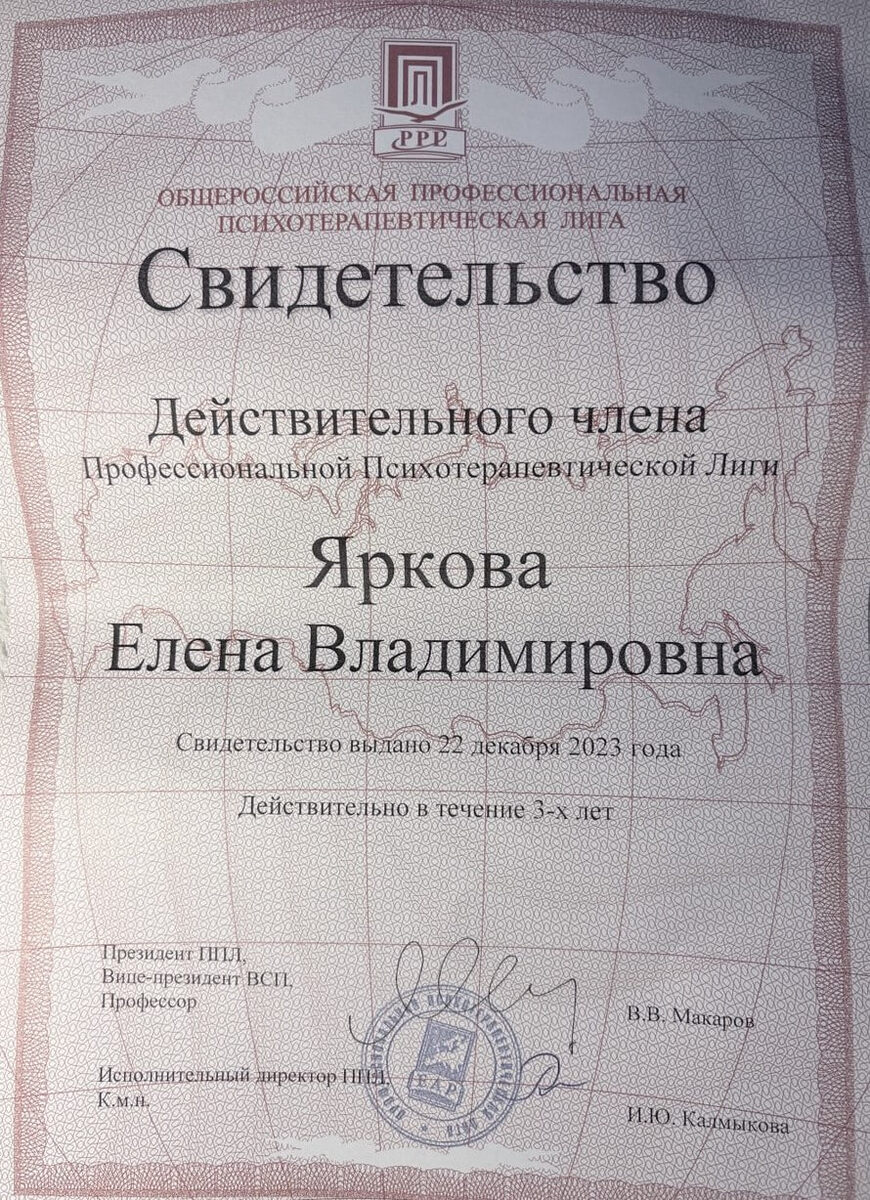 PPL
ОБЩЕРОССИЙСКАЯ ПРОФЕССИОНАЛЬНАЯ
ПСИХОТЕРАПЕВТИЧЕСКАЯ ЛИГА
Свидетельство
Действительного члена
Профессиональной Психотерапевтической Лиги
Яркова
Елена Владимировна
Свидетельство выдано 22 декабря 2023 года
Действительно в течение 3-х лет
Президент ППЛ,
Вице-президент ВСП,
Профессор
В.В. Макаров
Исполнительный директор ППЛ,
К.м.н.
И.Ю. Калмыкова